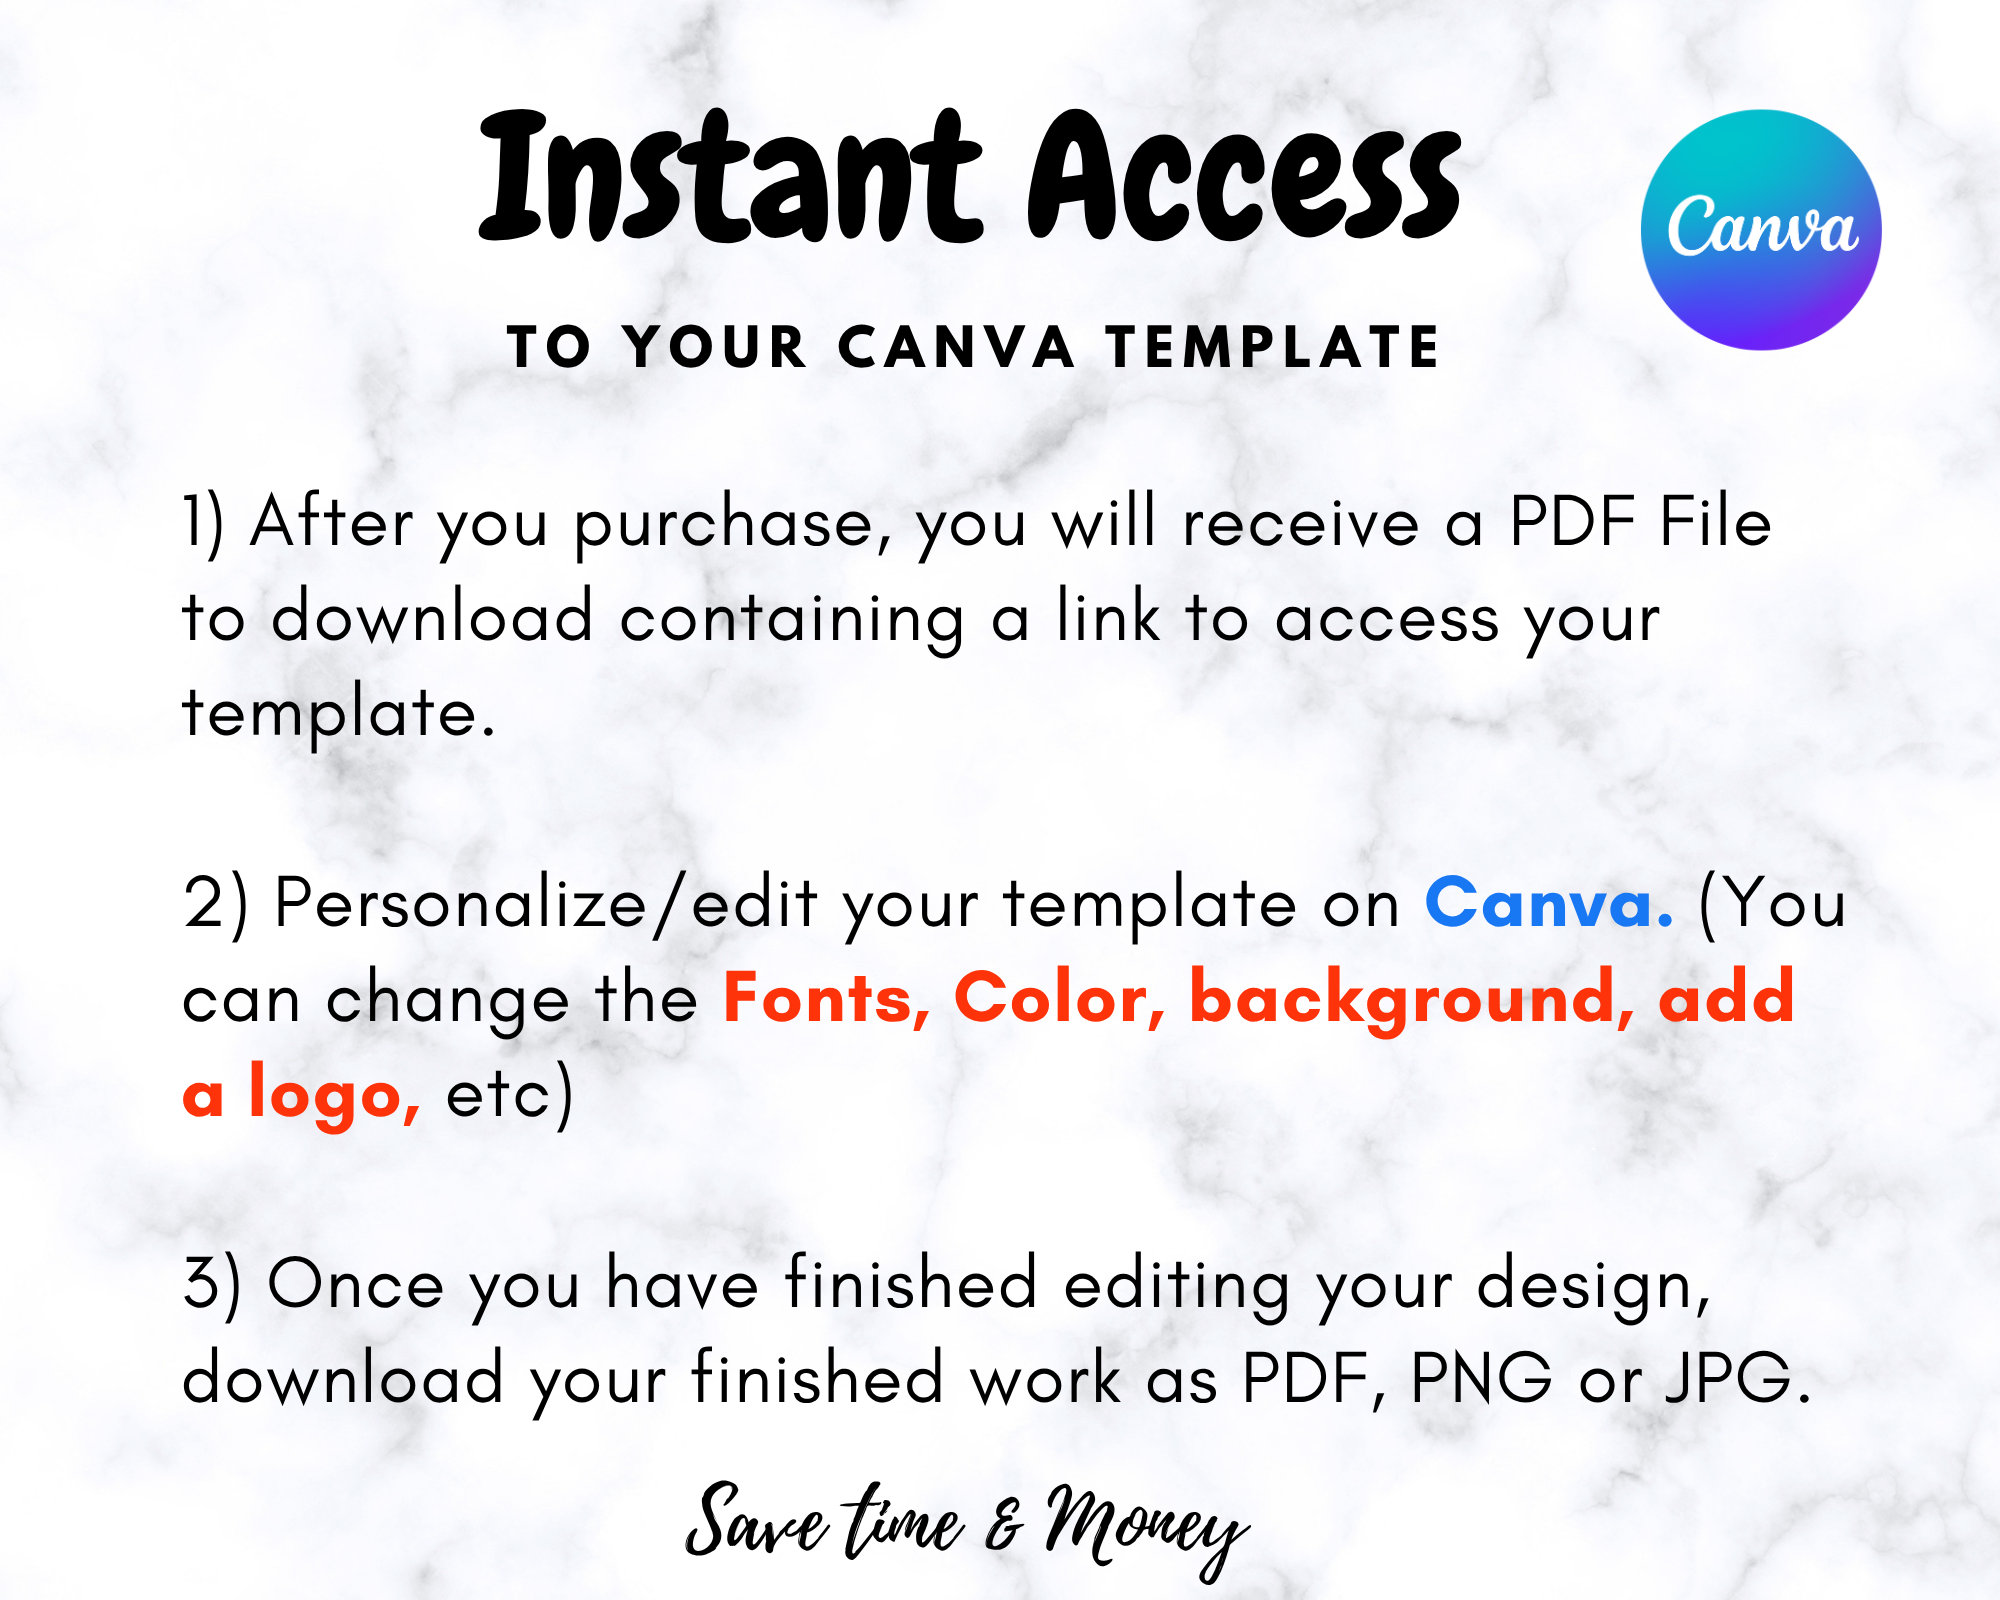 Instant Access
Canva
TO YOUR CANVA TEMPLATE
1) After you purchase, you will receive a PDF File
to download containing a link to access your
template.
2) Personalize/edit your template on Canva. (You
can change the Fonts, Color, background, add
a logo, etc)
3) Once you have finished editing your design,
download your finished work as PDF, PNG or JPG.
Save time & Money